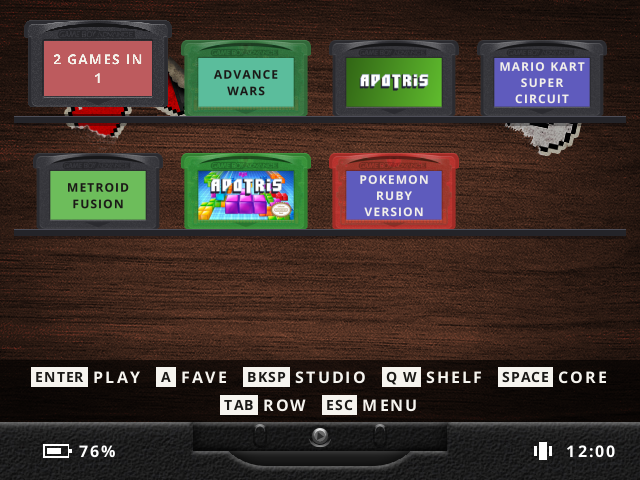 2 GAMES IN
1
ADVANCE
WARS
APOTRIS
MARIO KART
SUPER
CIRCUIT
METROID
FUSION
APOTRIS
POKEMON
RUBY
VERSION
ENTER PLAY A FAVE BKSP STUDIO Q W SHELF SPACE CORE
TAB ROW ESC MENU
76% 12:00